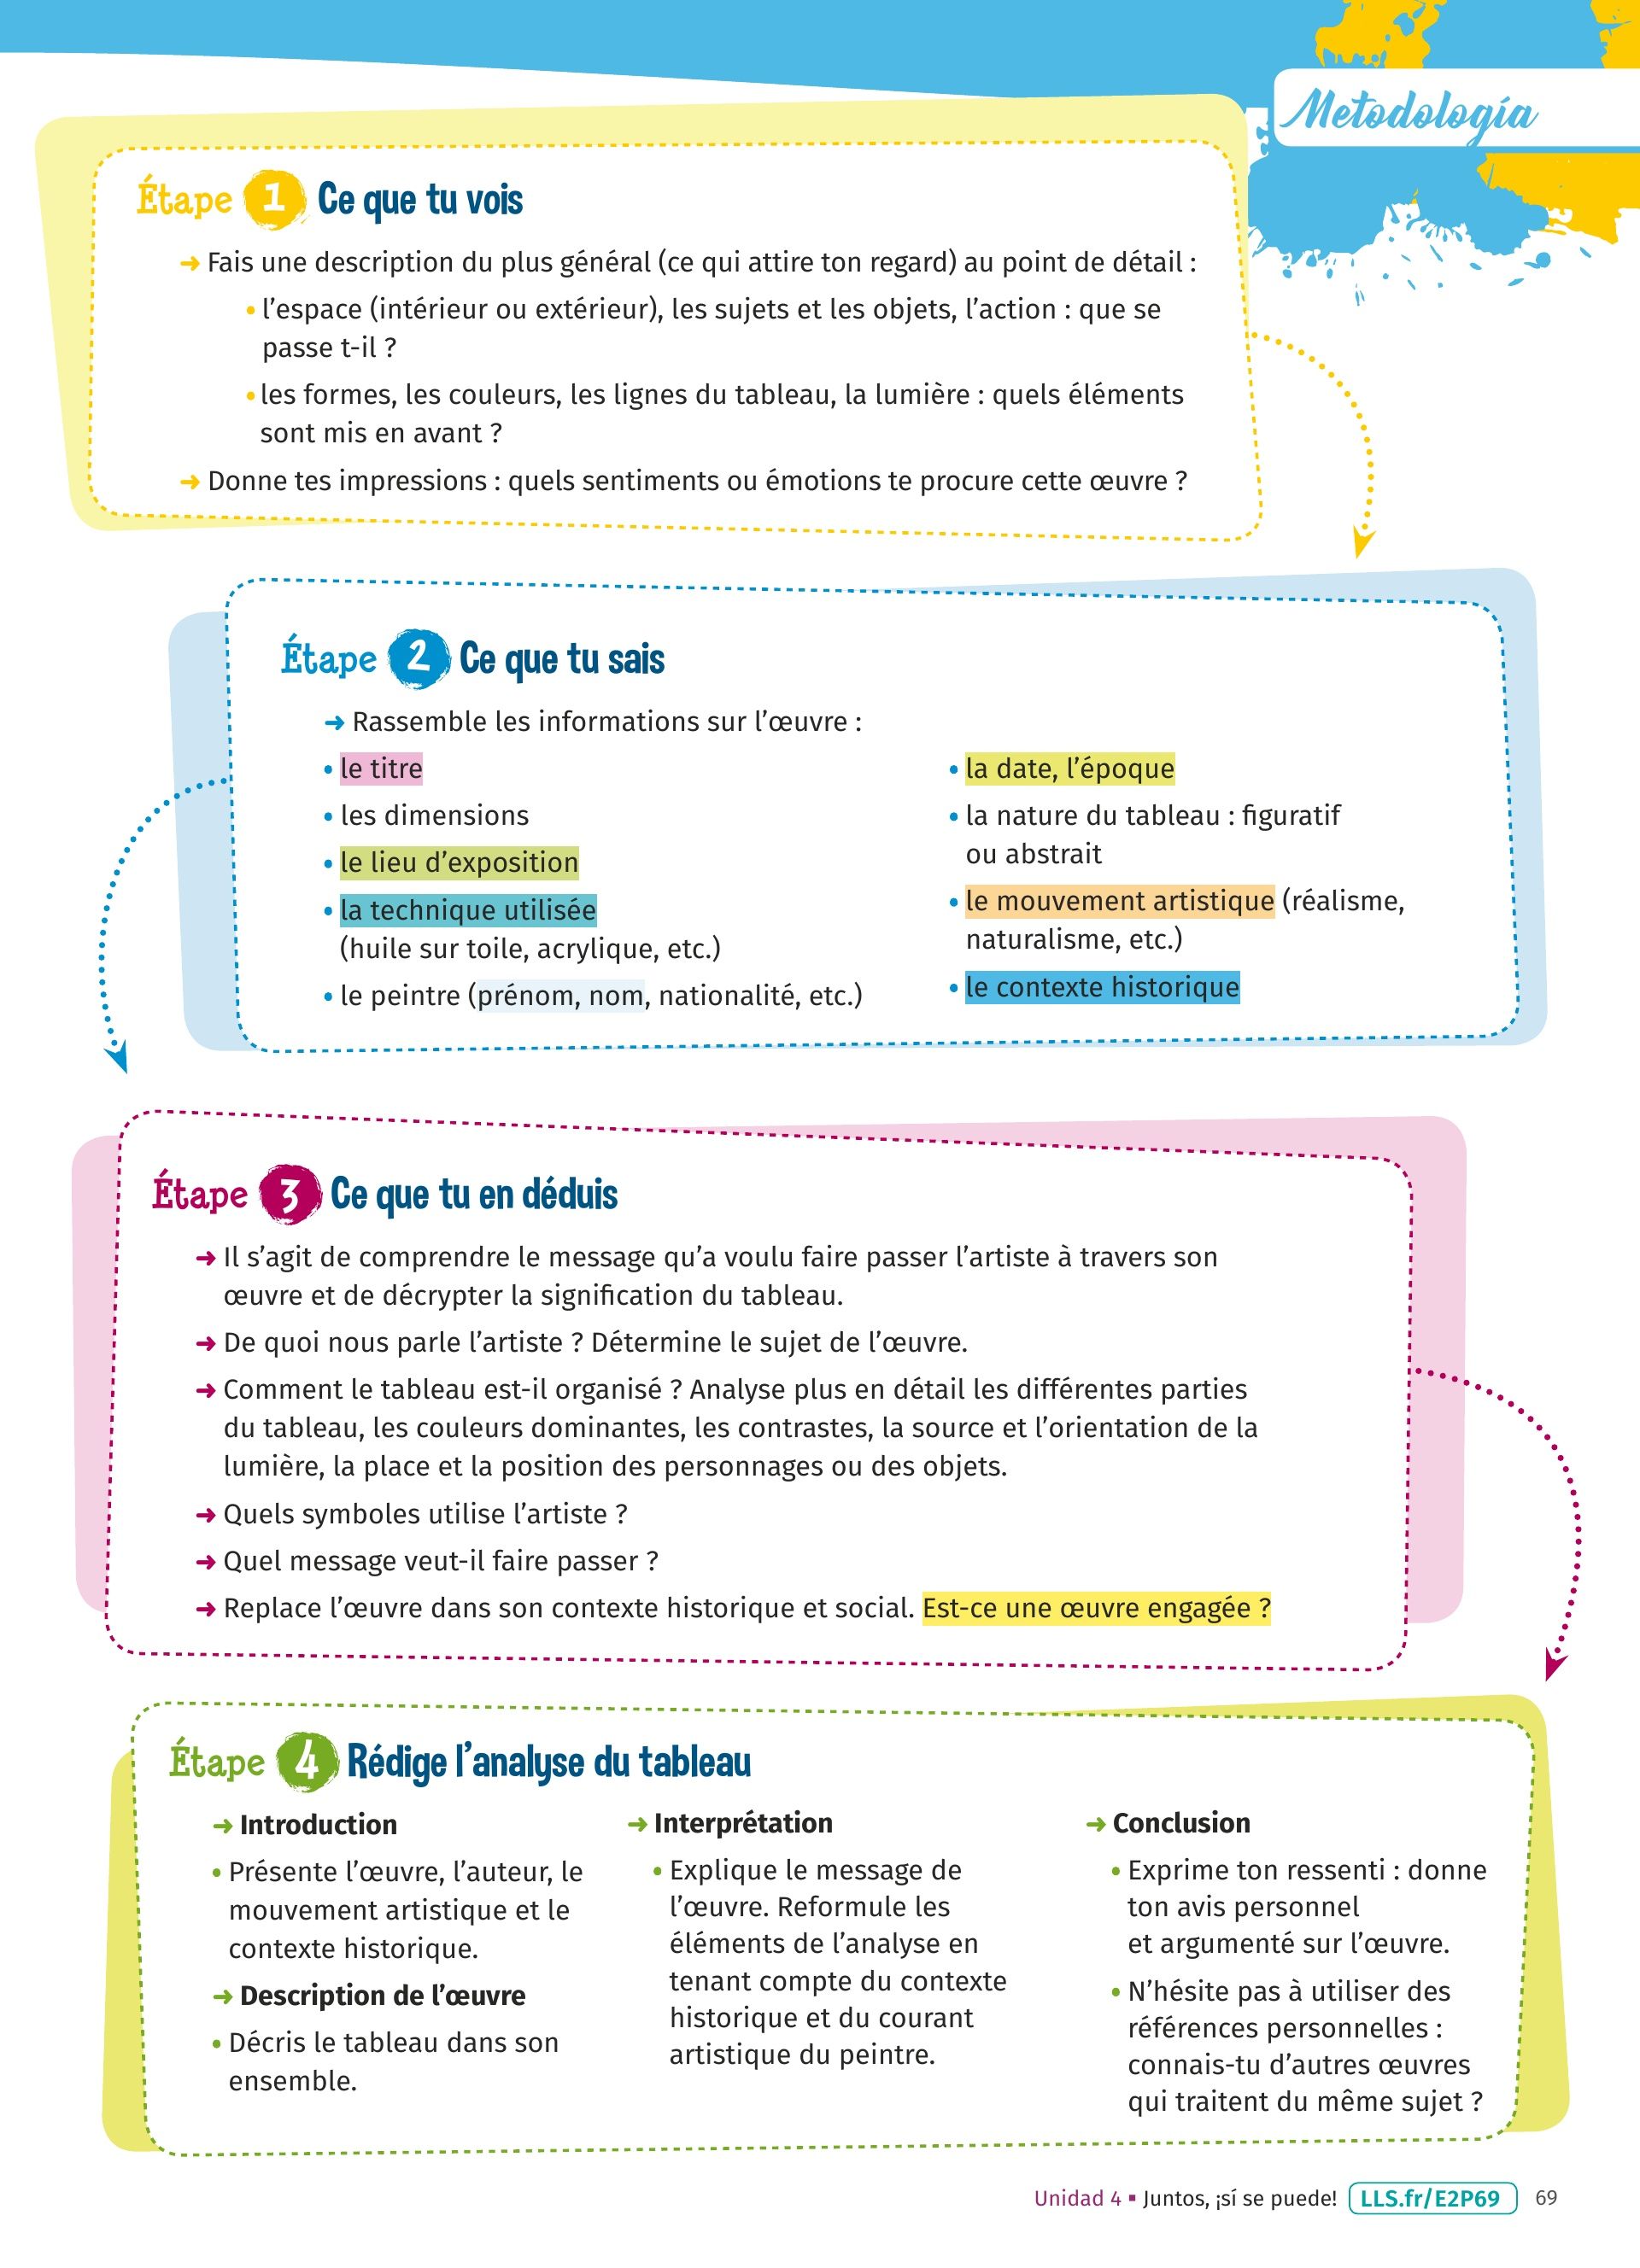 Metodología
Étape 1 Ce que tu vois
➜ Fais une description du plus général (ce qui attire ton regard) au point de détail :
• l'espace (intérieur ou extérieur), les sujets et les objets, l'action : que se
passe t-il ?
• les formes, les couleurs, les lignes du tableau, la lumière : quels éléments
sont mis en avant ?
➜ Donne tes impressions : quels sentiments ou émotions te procure cette œuvre ?
Étape 2 Ce que tu sais
➜ Rassemble les informations sur l'œuvre :
• le titre
• les dimensions
• le lieu d'exposition
• la technique utilisée
(huile sur toile, acrylique, etc.)
• le peintre (prénom, nom, nationalité, etc.)
• la date, l'époque
• la nature du tableau : figuratif
ou abstrait
• le mouvement artistique (réalisme,
naturalisme, etc.)
• le contexte historique
Étape 3 Ce que tu en déduis
➜ Il s'agit de comprendre le message qu'a voulu faire passer l'artiste à travers son
œuvre et de décrypter la signification du tableau.
➜ De quoi nous parle l'artiste ? Détermine le sujet de l'œuvre.
➜ Comment le tableau est-il organisé ? Analyse plus en détail les différentes parties
du tableau, les couleurs dominantes, les contrastes, la source et l'orientation de la
lumière, la place et la position des personnages ou des objets.
➜ Quels symboles utilise l'artiste ?
➜ Quel message veut-il faire passer ?
➜ Replace l'œuvre dans son contexte historique et social. Est-ce une œuvre engagée ?
Étape 4 Rédige l'analyse du tableau
➜ Introduction
• Présente l'œuvre, l'auteur, le
mouvement artistique et le
contexte historique.
➜ Description de l'œuvre
• Décris le tableau dans son
ensemble.
➜ Interprétation
• Explique le message de
l'œuvre. Reformule les
éléments de l'analyse en
tenant compte du contexte
historique et du courant
artistique du peintre.
➜ Conclusion
• Exprime ton ressenti : donne
ton avis personnel
et argumenté sur l'œuvre.
• N'hésite pas à utiliser des
références personnelles :
connais-tu d'autres œuvres
qui traitent du même sujet ?
Unidad 4 ▪ Juntos, ¡sí se puede! LLS.fr/E2P69 69